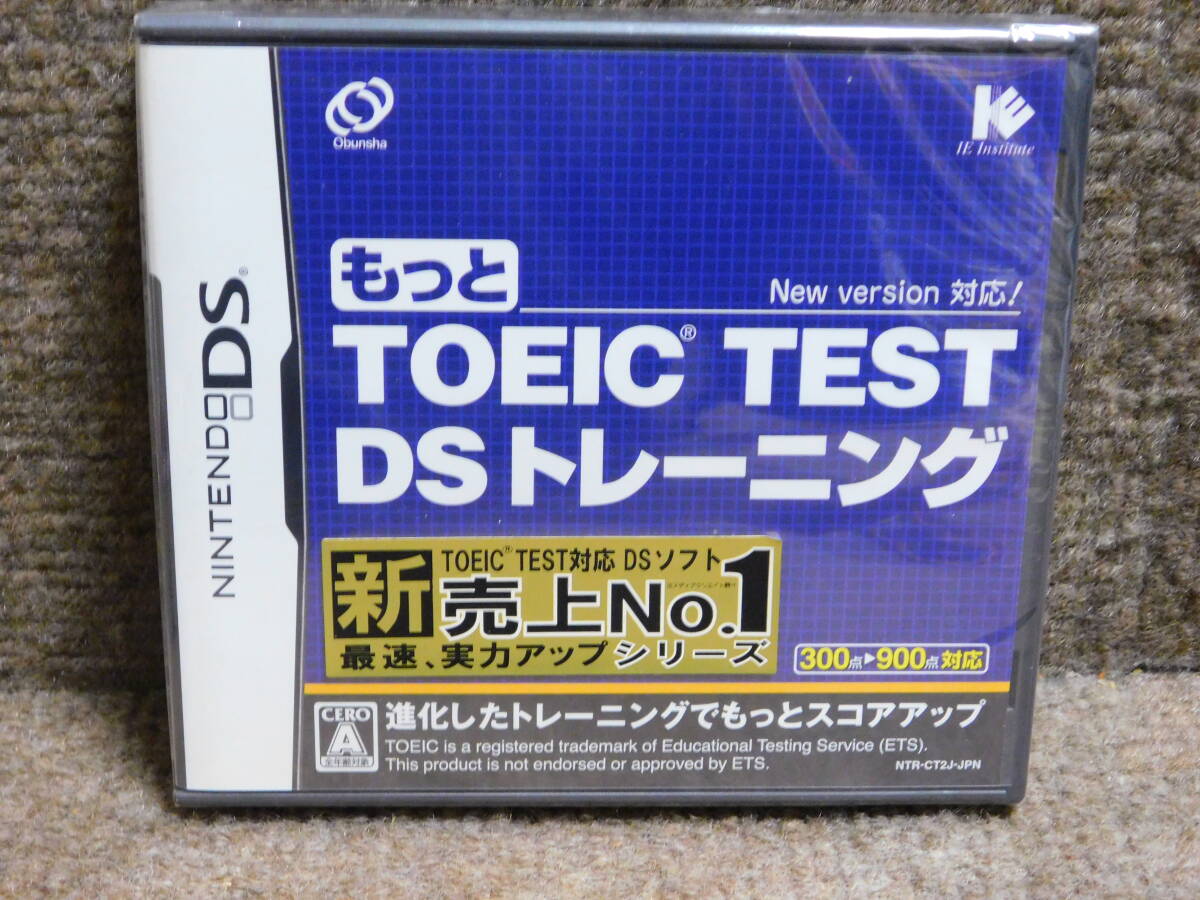 Obunsha
IE Institute
NINTENDO DS®
もっと
New version 対応!
TOEIC® TEST
DSトレーニング
新
TOEIC® TEST対応 DSソフト
売上No.1
最速、実力アップシリーズ
300点▶900点対応
CERO
A
全年齢対象
進化したトレーニングでもっとスコアアップ
TOEIC is a registered trademark of Educational Testing Service (ETS).
This product is not endorsed or approved by ETS.
NTR-CT2J-JPN